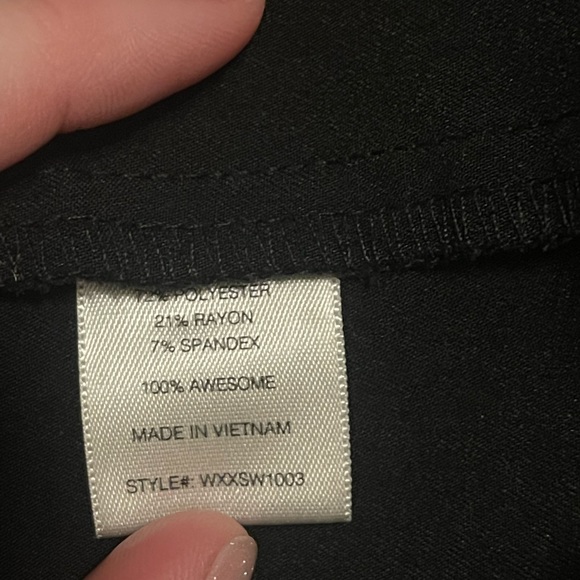 72% POLYESTER
21% RAYON
7% SPANDEX
100% AWESOME
MADE IN VIETNAM
STYLE#: WXXSW1003